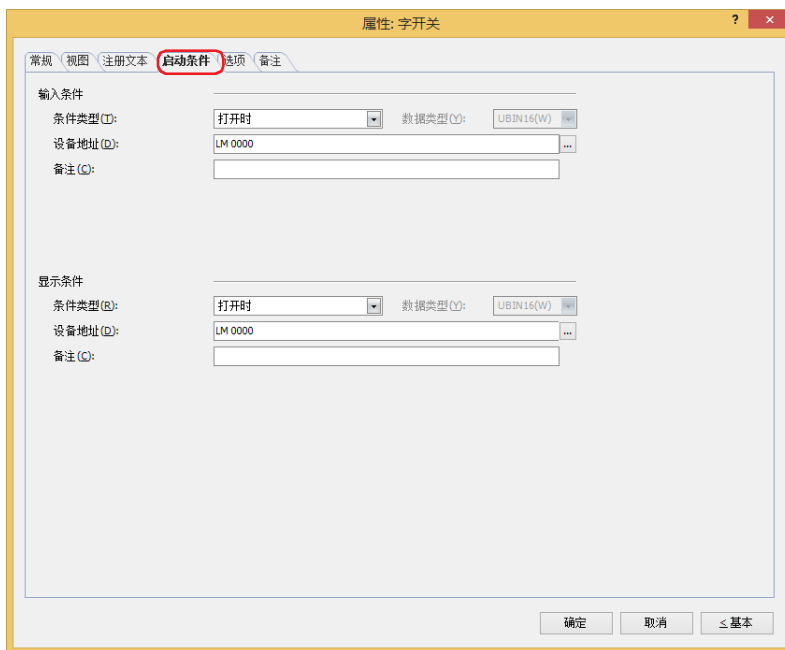 属性: 字开关
? ×
常规 视图 注册文本 启动条件 选项 备注
输入条件
条件类型(T): 打开时 数据类型(Y): UBIN16(W)
设备地址(D): LM 0000 ...
备注(C):
显示条件
条件类型(R): 打开时 数据类型(Y): UBIN16(W)
设备地址(D): LM 0000 ...
备注(C):
确定 取消 ≤基本